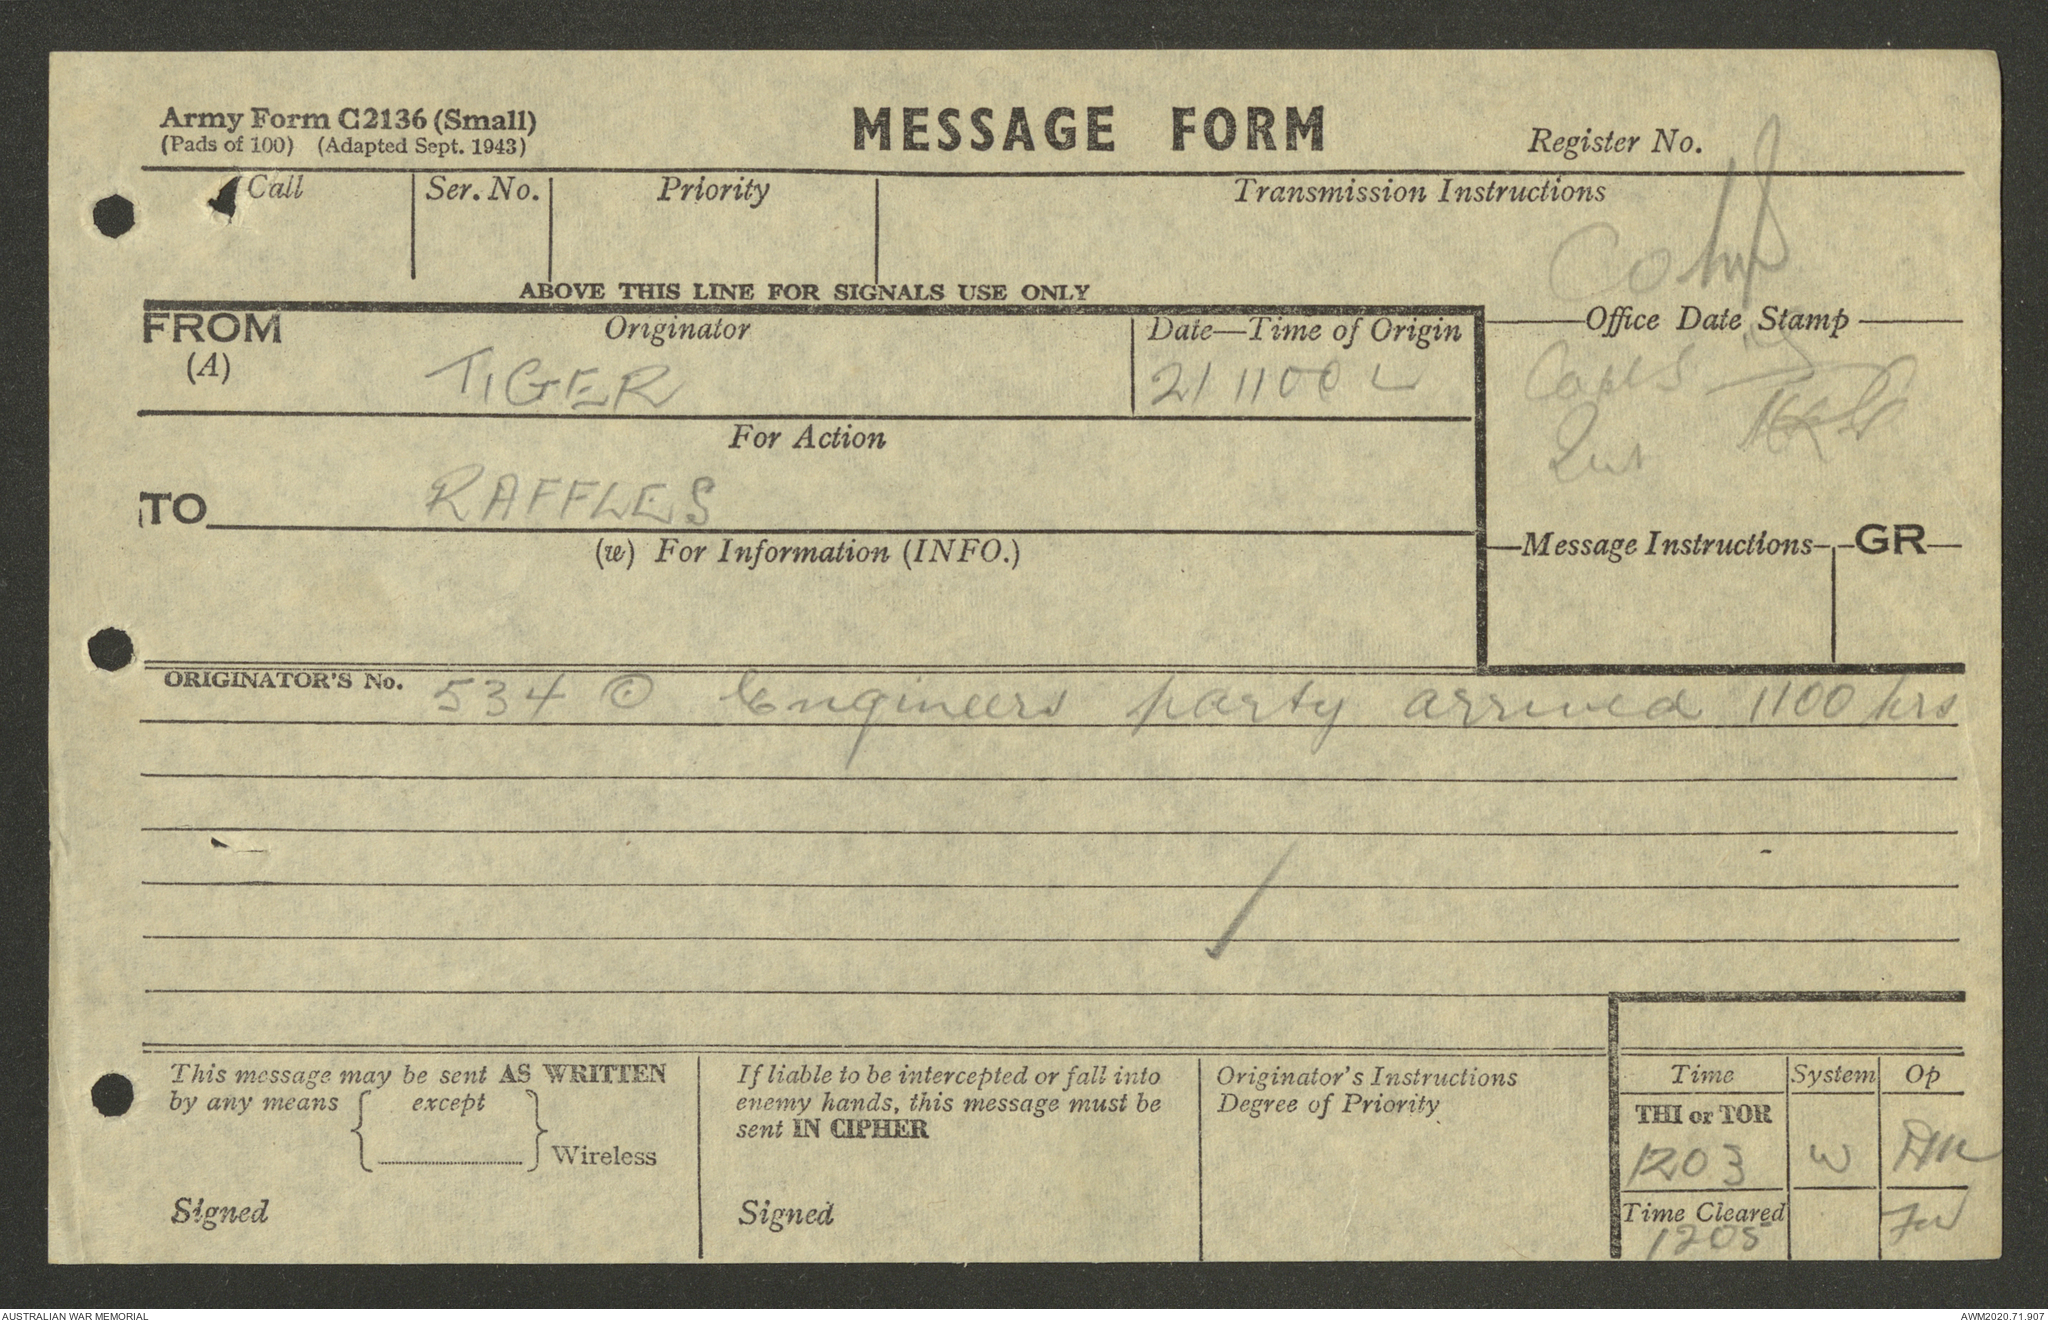 Army Form C2136 (Small)
(Pads of 100) (Adapted Sept. 1943)
MESSAGE FORM
Register No.
Call
Ser. No.
Priority
Transmission Instructions
ABOVE THIS LINE FOR SIGNALS USE ONLY
FROM
(A)
Originator
TIGER
Date—Time of Origin
211100 L
Office Date Stamp
For Action
TO
RAFFLES
(w) For Information (INFO.)
Message Instructions
GR
ORIGINATOR'S No. 534 ⊙ Engineers party arrived 1100 hrs
This message may be sent AS WRITTEN
by any means except
Wireless
Signed
If liable to be intercepted or fall into
enemy hands, this message must be
sent IN CIPHER
Signed
Originator's Instructions
Degree of Priority
Time
System
Op
THI or TOR
1203
W
Time Cleared
1205
AUSTRALIAN WAR MEMORIAL
AWM2020.71.907